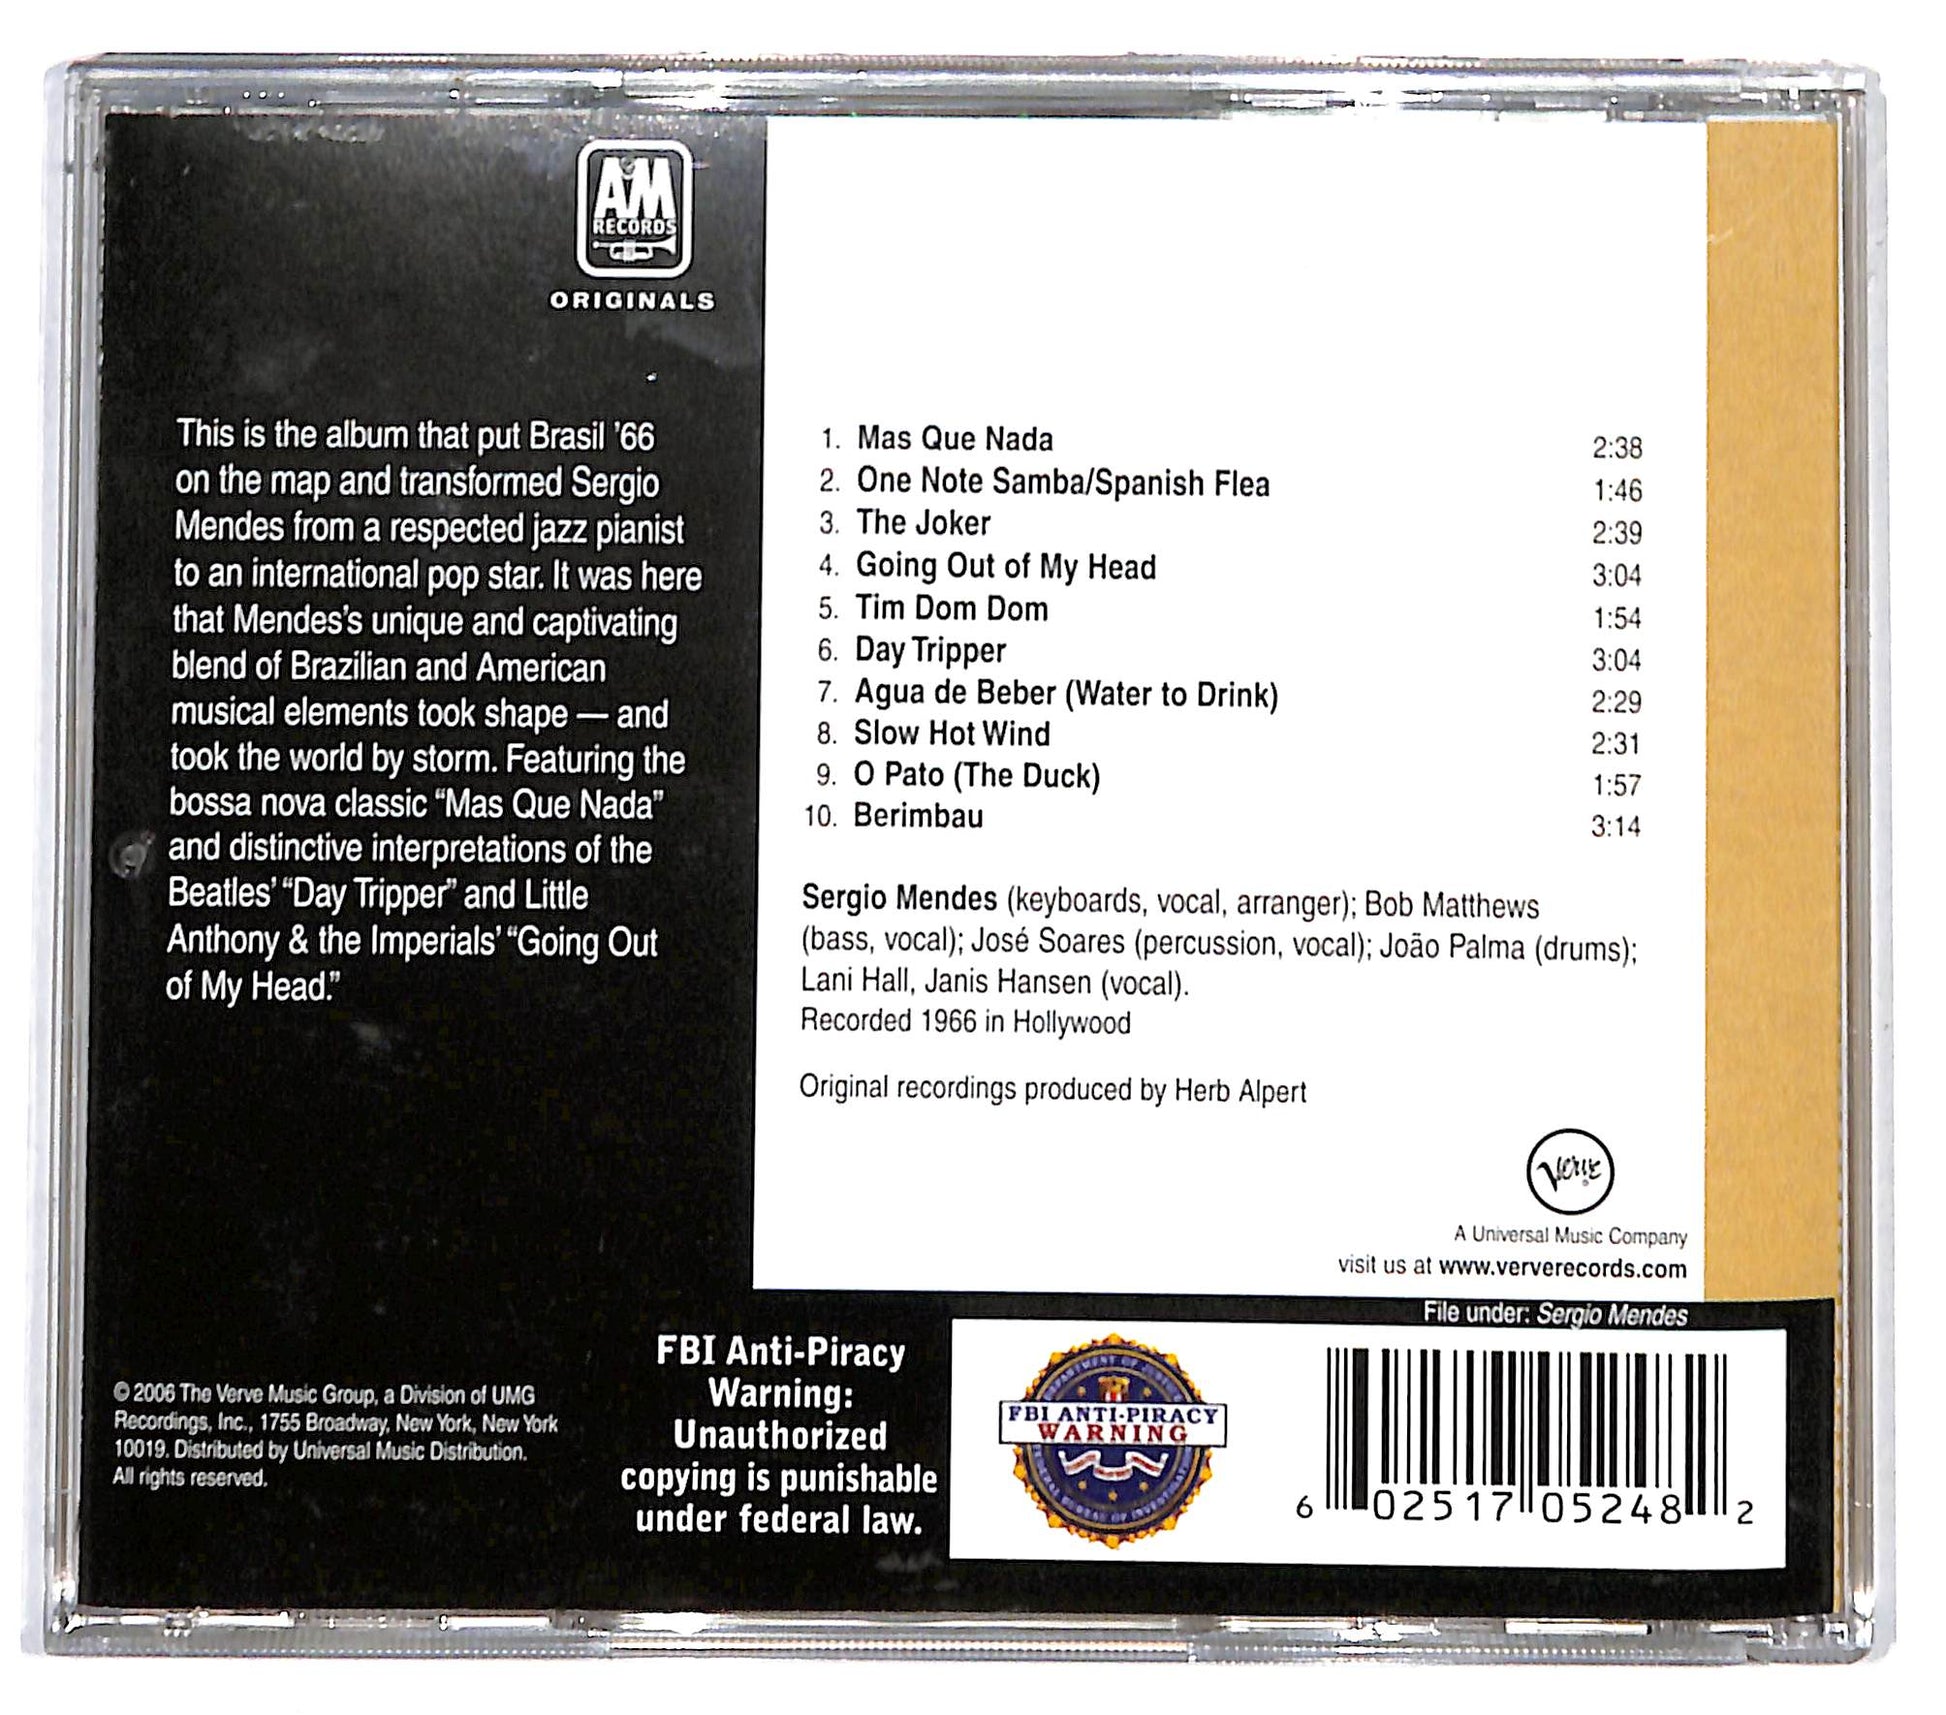 A&M
RECORDS
ORIGINALS
This is the album that put Brasil ’66
on the map and transformed Sergio
Mendes from a respected jazz pianist
to an international pop star. It was here
that Mendes’s unique and captivating
blend of Brazilian and American
musical elements took shape — and
took the world by storm. Featuring the
bossa nova classic “Mas Que Nada”
and distinctive interpretations of the
Beatles’ “Day Tripper” and Little
Anthony & the Imperials’ “Going Out
of My Head.”
1. Mas Que Nada 2:38
2. One Note Samba/Spanish Flea 1:46
3. The Joker 2:39
4. Going Out of My Head 3:04
5. Tim Dom Dom 1:54
6. Day Tripper 3:04
7. Agua de Beber (Water to Drink) 2:29
8. Slow Hot Wind 2:31
9. O Pato (The Duck) 1:57
10. Berimbau 3:14
Sergio Mendes (keyboards, vocal, arranger); Bob Matthews
(bass, vocal); José Soares (percussion, vocal); João Palma (drums);
Lani Hall, Janis Hansen (vocal).
Recorded 1966 in Hollywood
Original recordings produced by Herb Alpert
Verve
A Universal Music Company
visit us at www.ververecords.com
File under: Sergio Mendes
© 2006 The Verve Music Group, a Division of UMG
Recordings, Inc., 1755 Broadway, New York, New York
10019. Distributed by Universal Music Distribution.
All rights reserved.
FBI Anti-Piracy
Warning:
Unauthorized
copying is punishable
under federal law.
FBI ANTI-PIRACY
WARNING
6 02517 05248 2